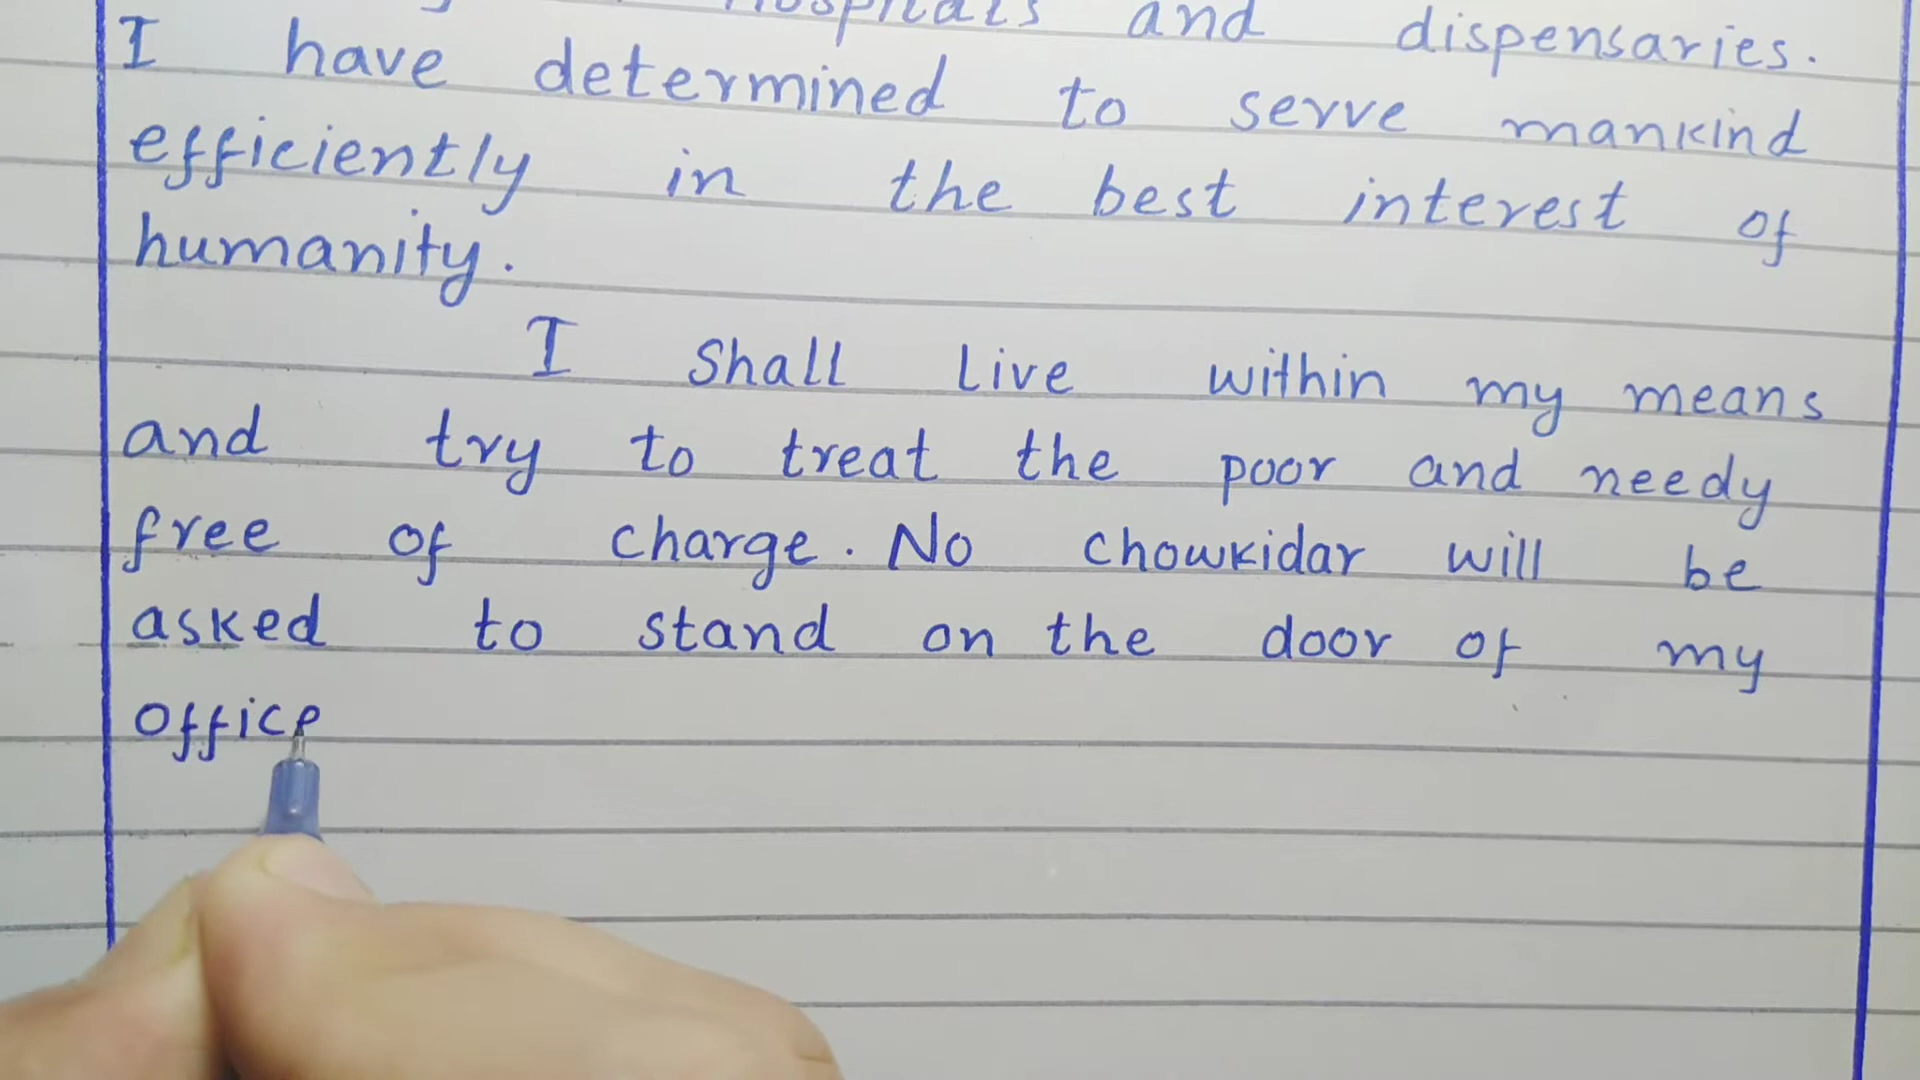 hospitals and dispensaries.
I have determined to serve mankind
efficiently in the best interest of
humanity.
I Shall Live within my means
and try to treat the poor and needy
free of charge. No chowkidar will be
asked to stand on the door of my
office